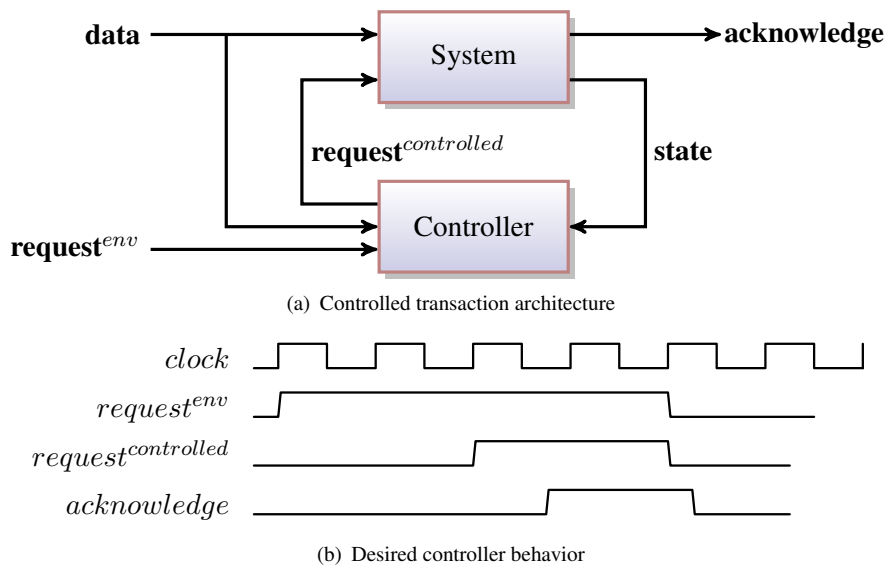 data
System
acknowledge
request^controlled
state
Controller
request^env
(a) Controlled transaction architecture
clock
request^env
request^controlled
acknowledge
(b) Desired controller behavior